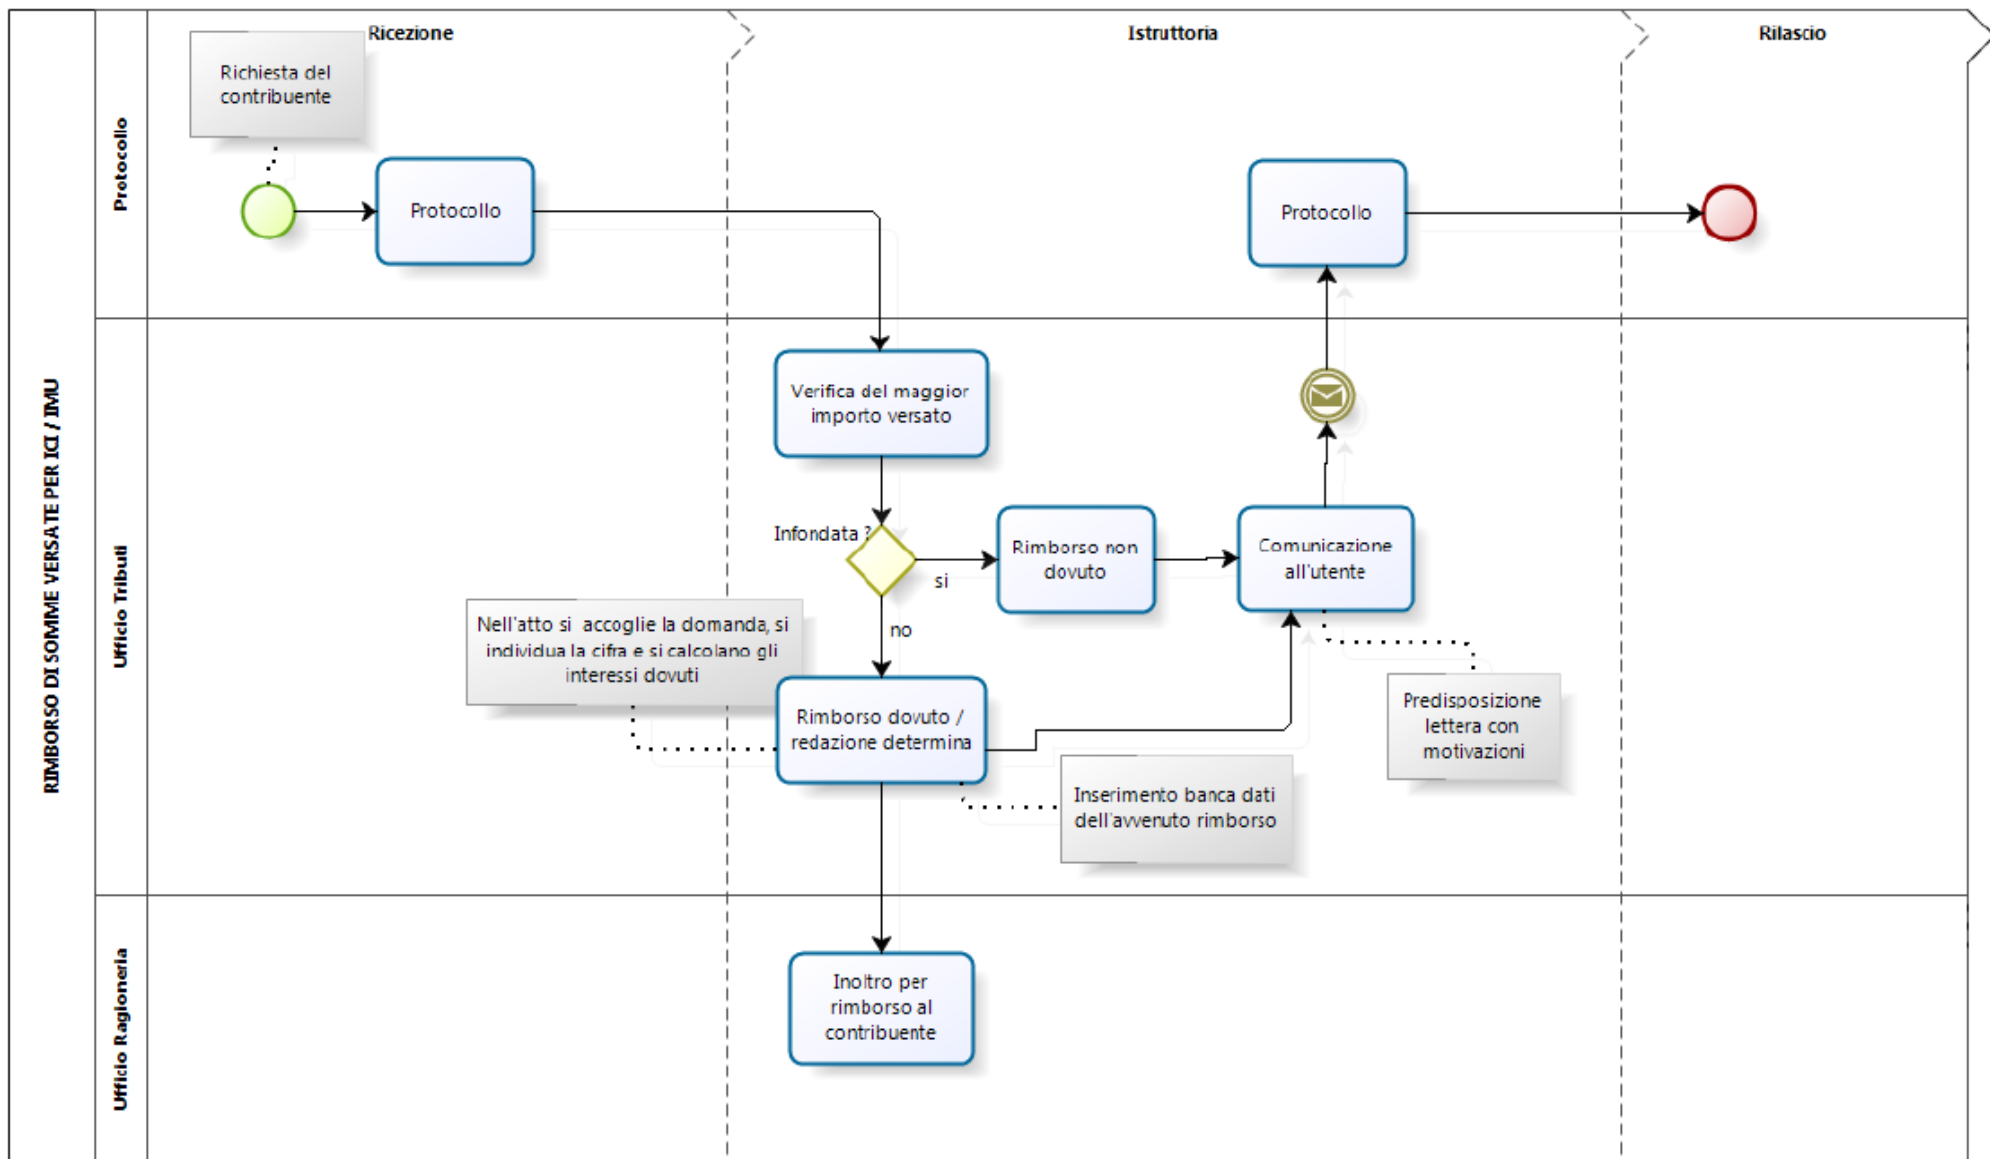 Ricezione
Istruttoria
Rilascio
RIMBORSO DI SOMME VERSATE PER ICI / IMU
Protocollo
Richiesta del
contribuente
Protocollo
Protocollo
Ufficio Tributi
Verifica del maggior
importo versato
Infondata ?
si
no
Rimborso non
dovuto
Comunicazione
all'utente
Nell'atto si accoglie la domanda, si
individua la cifra e si calcolano gli
interessi dovuti
Rimborso dovuto /
redazione determina
Predisposizione
lettera con
motivazioni
Inserimento banca dati
dell'avvenuto rimborso
Ufficio Ragioneria
Inoltro per
rimborso al
contribuente